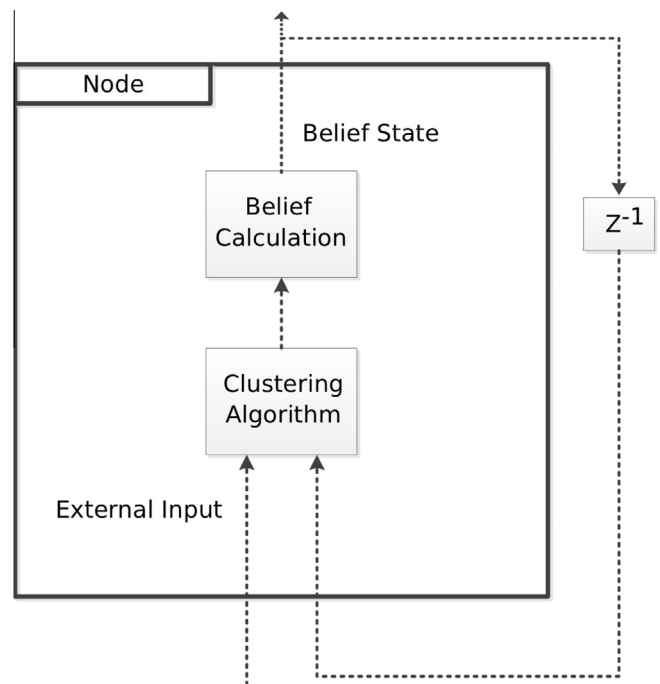 Node
Belief State
Belief
Calculation
Z-1
Clustering
Algorithm
External Input